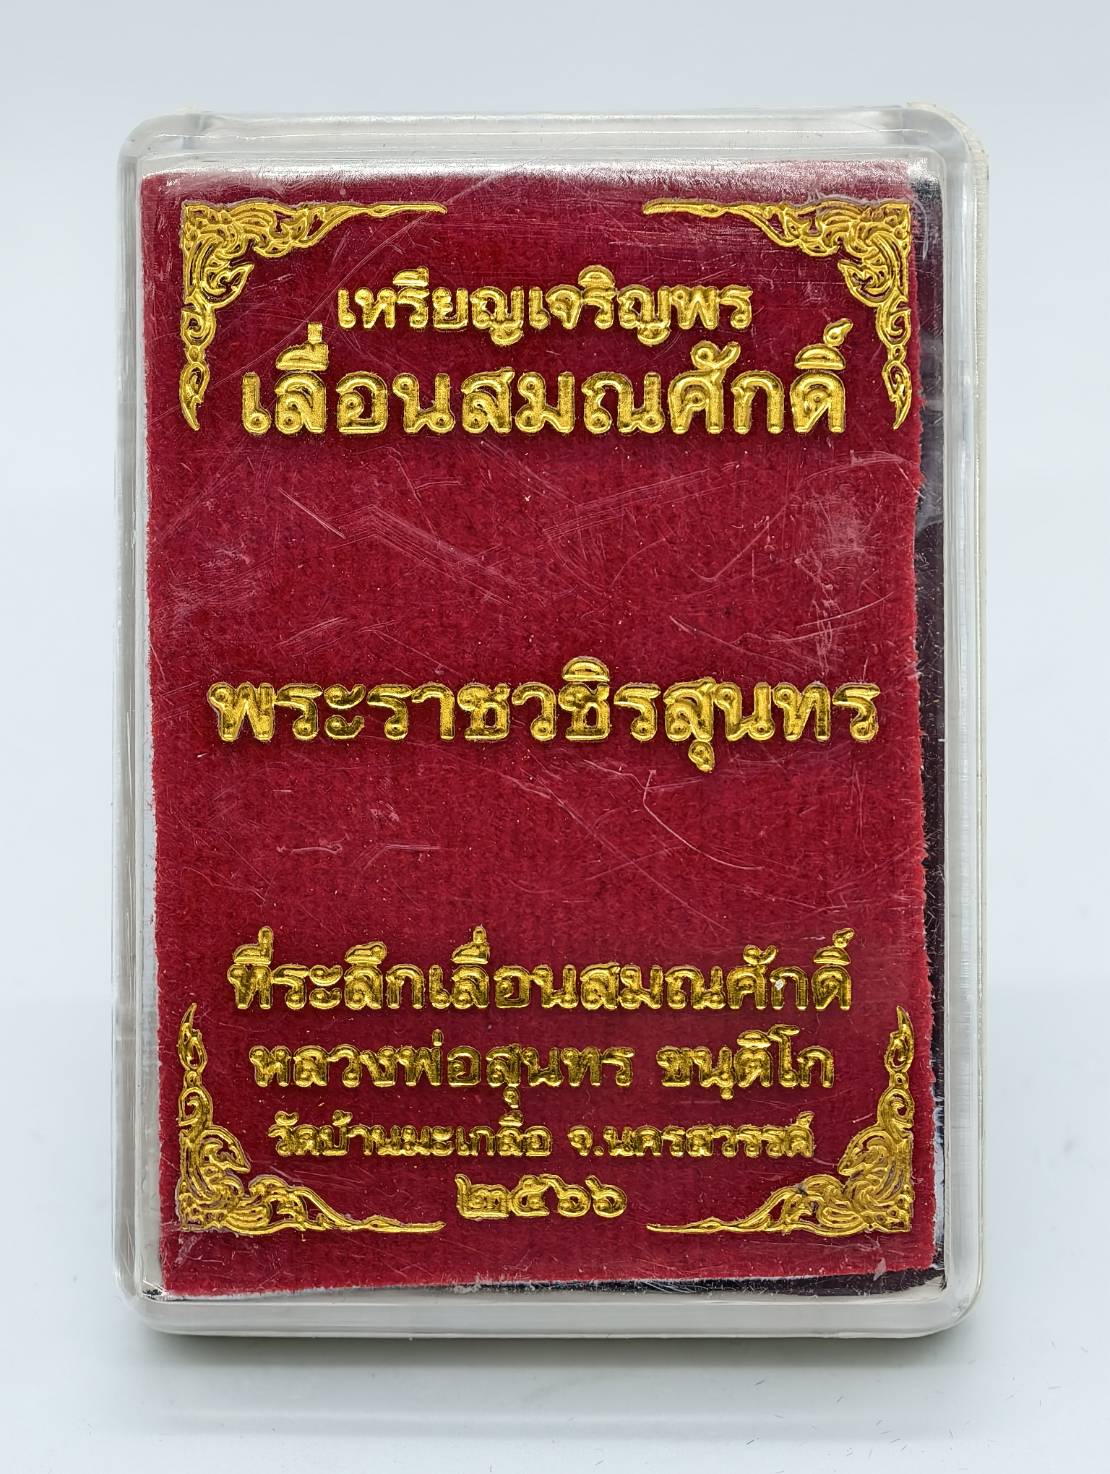 เหรียญเจริญพร
เลื่อนสมณศักดิ์
พระราชวชิรสุนทร
ที่ระลึกเลื่อนสมณศักดิ์
หลวงพ่อสุนทร ขนฺติโก
วัดบ้านมะเกลือ จ.นครสวรรค์
๒๕๖๖